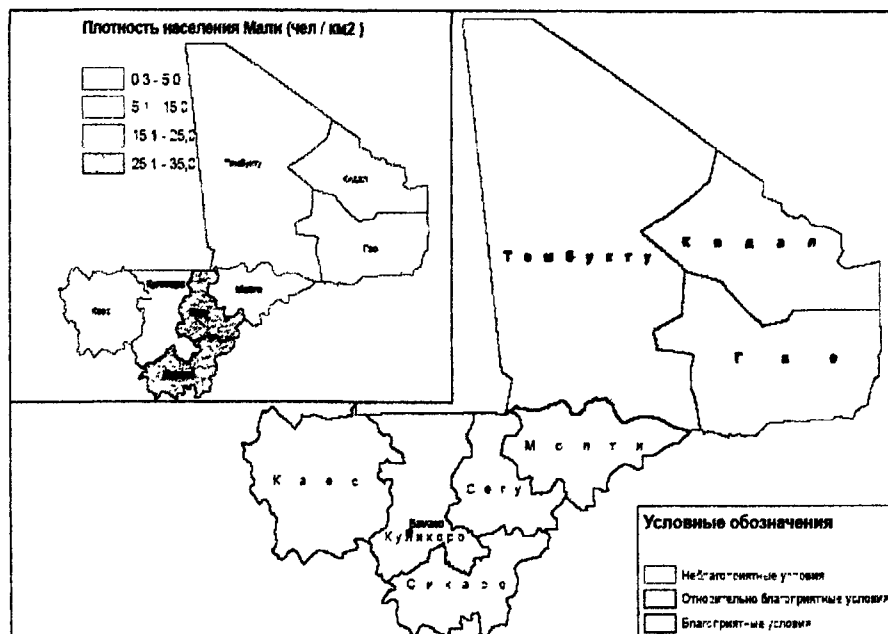 Плотность населения Мали (чел / км2 )
0.3 - 5.0
5.1 - 15.0
15.1 - 25,0
25.1 - 35,0
Томбукту
Кидал
Гао
Мопти
Каес
Томбукту
Кидал
Гао
Мопти
Каес
Сегу
Бамако
Куликоро
Сикасо
Условные обозначения
Неблагоприятные условия
Относительно благоприятные условия
Благоприятные условия